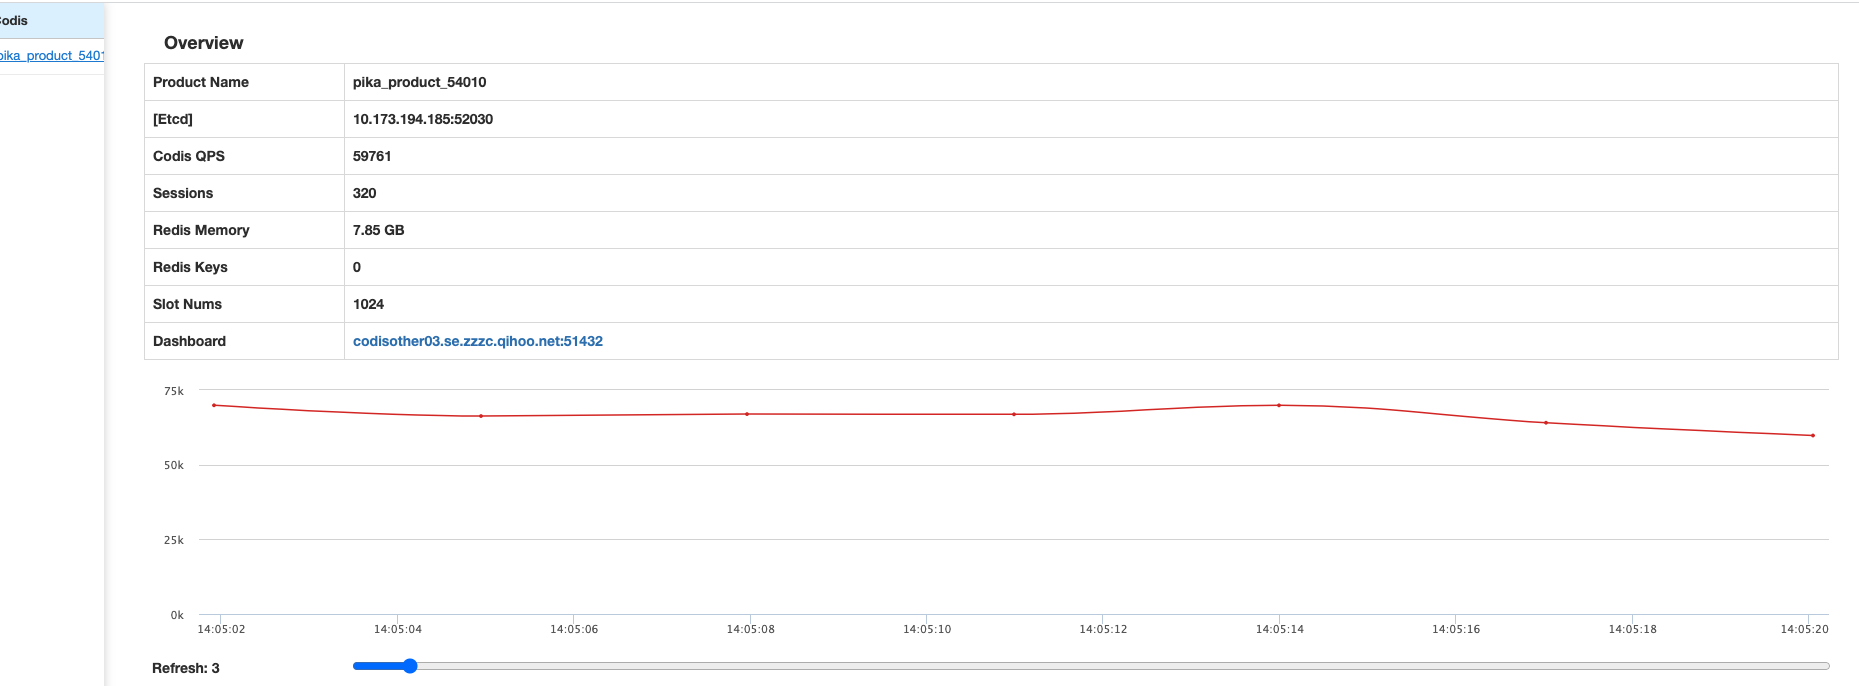 Codis
pika_product_5401
Overview
Product Name pika_product_54010
[Etcd] 10.173.194.185:52030
Codis QPS 59761
Sessions 320
Redis Memory 7.85 GB
Redis Keys 0
Slot Nums 1024
Dashboard codisother03.se.zzzc.qihoo.net:51432
75k
50k
25k
0k
14:05:02 14:05:04 14:05:06 14:05:08 14:05:10 14:05:12 14:05:14 14:05:16 14:05:18 14:05:20
Refresh: 3